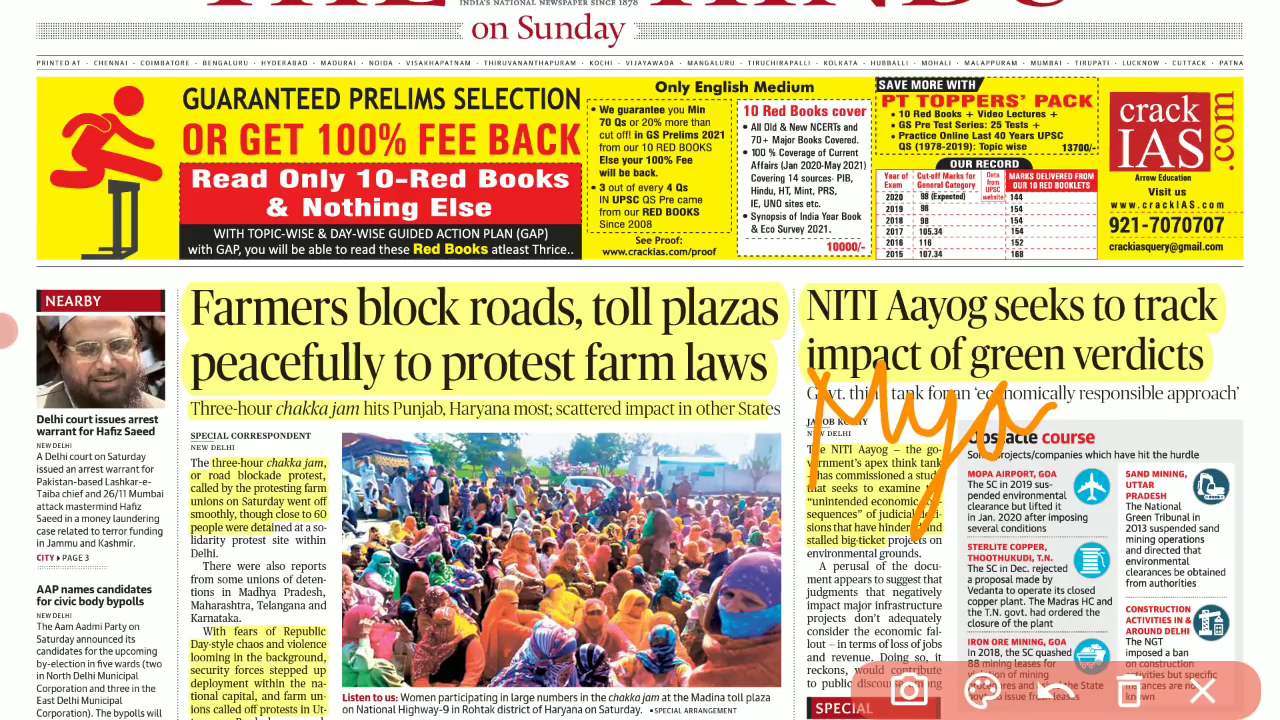 INDIA'S NATIONAL NEWSPAPER SINCE 1878
on Sunday
PRINTED AT · CHENNAI · COIMBATORE · BENGALURU · HYDERABAD · MADURAI · NOIDA · VISAKHAPATNAM · THIRUVANANTHAPURAM · KOCHI · VIJAYAWADA · MANGALURU · TIRUCHIRAPALLI · KOLKATA · HUBBALLI · MOHALI · MALAPPURAM · MUMBAI · TIRUPATI · LUCKNOW · CUTTACK · PATNA
GUARANTEED PRELIMS SELECTION
OR GET 100% FEE BACK
Read Only 10-Red Books
& Nothing Else
WITH TOPIC-WISE & DAY-WISE GUIDED ACTION PLAN (GAP)
with GAP, you will be able to read these Red Books atleast Thrice..
Only English Medium
• We guarantee you Min
70 Qs or 20% more than
cut off! in GS Prelims 2021
from our 10 RED BOOKS
Else your 100% Fee
will be back.
• 3 out of every 4 Qs
IN UPSC GS Pre came
from our RED BOOKS
Since 2008
See Proof:
www.crackias.com/proof
10 Red Books cover
• All Old & New NCERTs and
70+ Major Books Covered.
• 100 % Coverage of Current
Affairs (Jan 2020-May 2021)
Covering 14 sources- PIB,
Hindu, HT, Mint, PRS,
IE, UNO sites etc.
• Synopsis of India Year Book
& Eco Survey 2021.
10000/-
SAVE MORE WITH
PT TOPPERS' PACK
• 10 Red Books + Video Lectures +
• GS Pre Test Series: 25 Tests +
• Practice Online Last 40 Years UPSC
QS (1978-2019): Topic wise 13700/-
OUR RECORD
Year of Exam Cut-off Marks for General Category Data from UPSC website MARKS DELIVERED FROM OUR 10 RED BOOKLETS
2020 98 (Expected) 144
2019 98 154
2018 98 154
2017 105.34 154
2016 116 152
2015 107.34 168
crack
IAS
.com
Arrow Education
Visit us
www.crackIAS.com
921-7070707
crackiasquery@gmail.com
NEARBY
Delhi court issues arrest
warrant for Hafiz Saeed
NEW DELHI
A Delhi court on Saturday
issued an arrest warrant for
Pakistan-based Lashkar-e-
Taiba chief and 26/11 Mumbai
attack mastermind Hafiz
Saeed in a money laundering
case related to terror funding
in Jammu and Kashmir.
CITY ▸ PAGE 3
AAP names candidates
for civic body bypolls
NEW DELHI
The Aam Aadmi Party on
Saturday announced its
candidates for the upcoming
by-election in five wards (two
in North Delhi Municipal
Corporation and three in the
East Delhi Municipal
Corporation). The bypolls will
Farmers block roads, toll plazas
peacefully to protest farm laws
Three-hour chakka jam hits Punjab, Haryana most; scattered impact in other States
SPECIAL CORRESPONDENT
NEW DELHI
The three-hour chakka jam,
or road blockade protest,
called by the protesting farm
unions on Saturday went off
smoothly, though close to 60
people were detained at a so-
lidarity protest site within
Delhi.
There were also reports
from some unions of deten-
tions in Madhya Pradesh,
Maharashtra, Telangana and
Karnataka.
With fears of Republic
Day-style chaos and violence
looming in the background,
security forces stepped up
deployment within the na-
tional capital, and farm un-
ions called off protests in Ut-
Listen to us: Women participating in large numbers in the chakka jam at the Madina toll plaza
on National Highway-9 in Rohtak district of Haryana on Saturday. ▪ SPECIAL ARRANGEMENT
NITI Aayog seeks to track
impact of green verdicts
Govt. think tank for an 'economically responsible approach'
NEW DELHI
The NITI Aayog – the go-
vernment's apex think tank
– has commissioned a study
that seeks to examine the
"unintended economic con-
sequences" of judicial deci-
sions that have hindered and
stalled big-ticket projects on
environmental grounds.
A perusal of the docu-
ment appears to suggest that
judgments that negatively
impact major infrastructure
projects don't adequately
consider the economic fal-
lout – in terms of loss of jobs
and revenue. Doing so, it
reckons, would contribute
to public discourse among
SPECIAL
Obstacle course
Some projects/companies which have hit the hurdle
MOPA AIRPORT, GOA
The SC in 2019 sus-
pended environmental
clearance but lifted it
in Jan. 2020 after imposing
several conditions
STERLITE COPPER,
THOOTHUKUDI, T.N.
The SC in Dec. rejected
a proposal made by
Vedanta to operate its closed
copper plant. The Madras HC and
the T.N. govt. had ordered the
closure of the plant
IRON ORE MINING, GOA
In 2018, the SC quashed
88 mining leases for
violation of mining
SAND MINING,
UTTAR
PRADESH
The National
Green Tribunal in
2013 suspended sand
mining operations
and directed that
environmental
clearances be obtained
from authorities
CONSTRUCTION
ACTIVITIES IN &
AROUND DELHI
The NGT
imposed a ban
on construction
activities but specific
instances are not
known